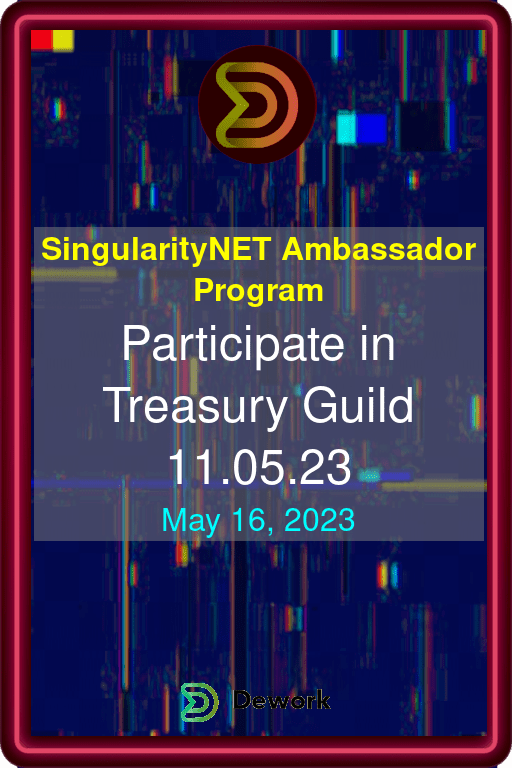 SingularityNET Ambassador
Program
Participate in
Treasury Guild
11.05.23
May 16, 2023
Dework